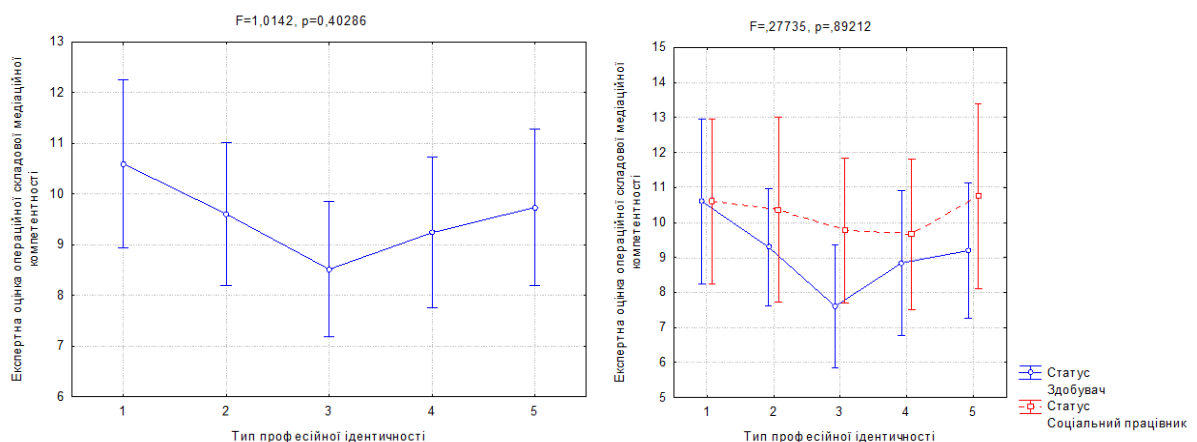 F=1,0142, p=0,40286
13
12
11
10
9
8
7
6
Експертна оцінка операційної складової медіаційної
компетентності
1 2 3 4 5
Тип професійної ідентичності
F=,27735, p=,89212
15
14
13
12
11
10
9
8
7
6
5
Експертна оцінка операційної складової медіаційної
компетентності
1 2 3 4 5
Тип професійної ідентичності
Статус
Здобувач
Статус
Соціальний працівник